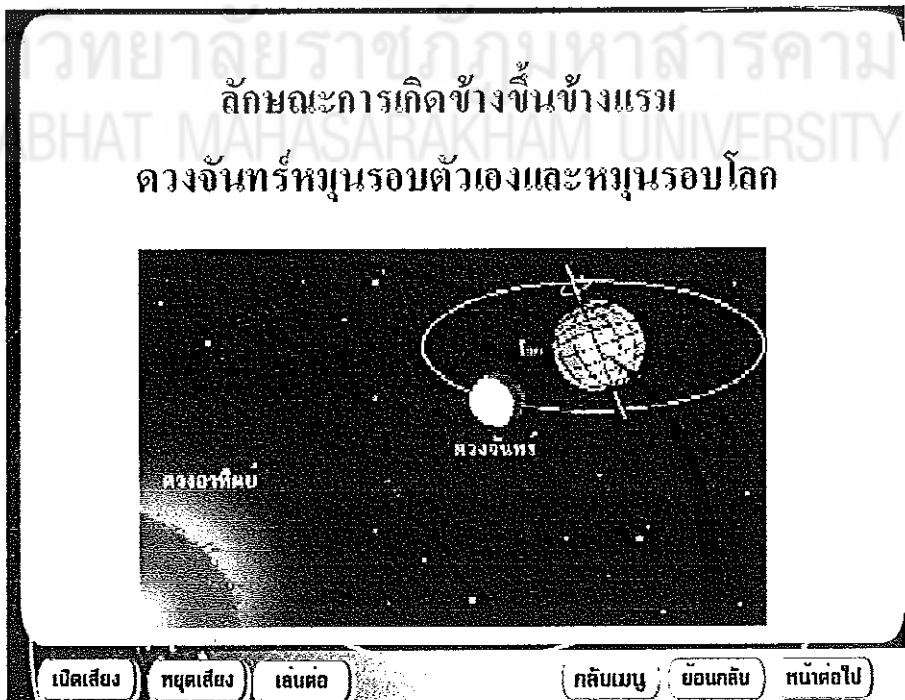 วิทยาลัยราชภัฏมหาสารคาม
BHAT MAHASARAKHAM UNIVERSITY
ลักษณะการเกิดข้างขึ้นข้างแรม
ดวงจันทร์หมุนรอบตัวเองและหมุนรอบโลก
โลก
ดวงจันทร์
ดวงอาทิตย์
เปิดเสียง หยุดเสียง เล่นต่อ กลับเมนู ย้อนกลับ หน้าต่อไป